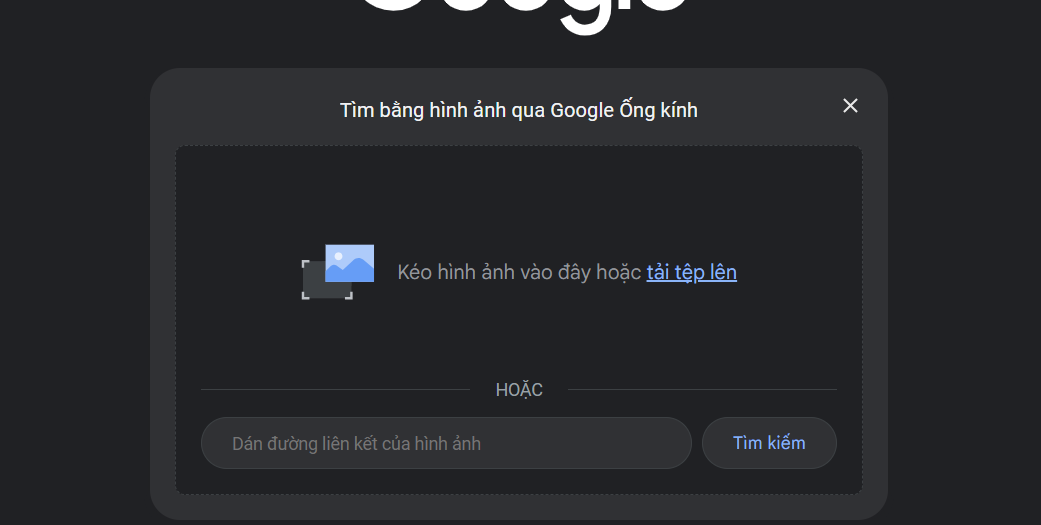 Google
Tìm bằng hình ảnh qua Google Ống kính
Kéo hình ảnh vào đây hoặc tải tệp lên
HOẶC
Dán đường liên kết của hình ảnh
Tìm kiếm